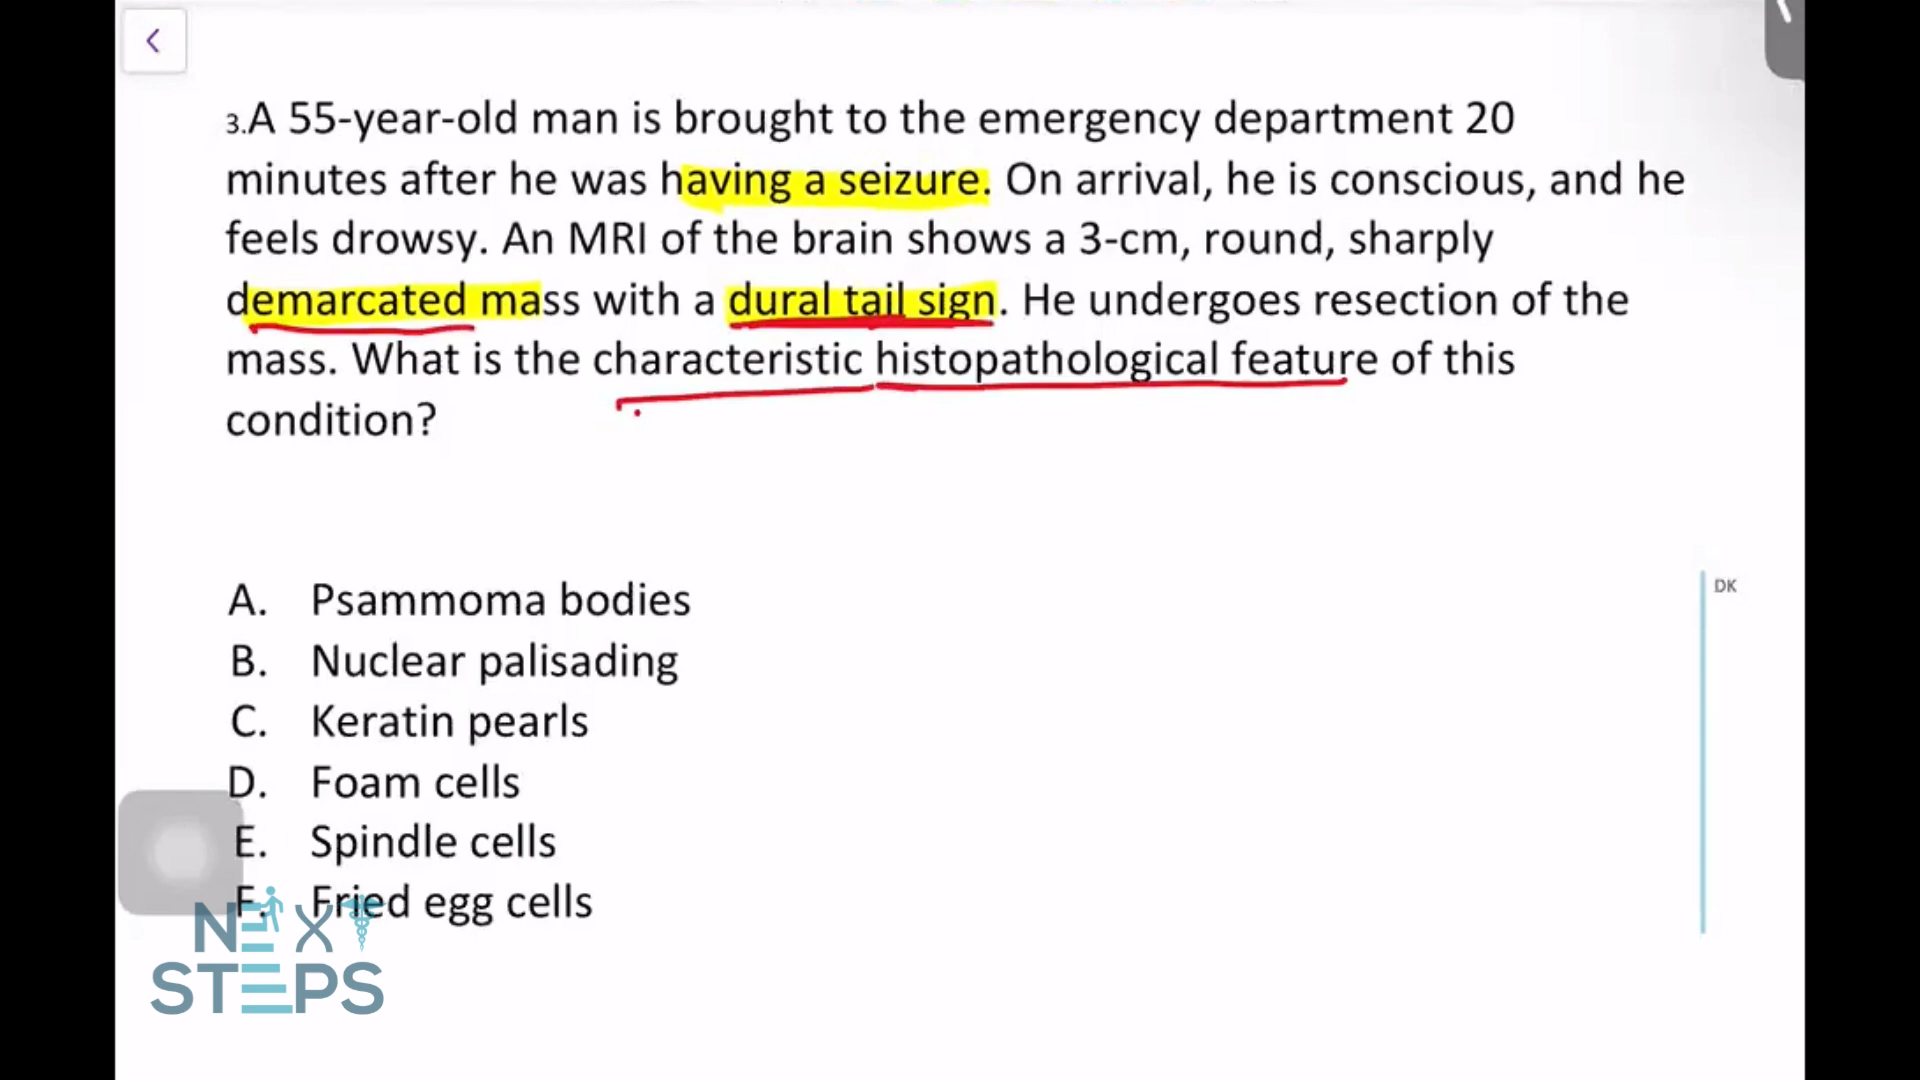 3.A 55-year-old man is brought to the emergency department 20
minutes after he was having a seizure. On arrival, he is conscious, and he
feels drowsy. An MRI of the brain shows a 3-cm, round, sharply
demarcated mass with a dural tail sign. He undergoes resection of the
mass. What is the characteristic histopathological feature of this
condition?
A. Psammoma bodies
B. Nuclear palisading
C. Keratin pearls
D. Foam cells
E. Spindle cells
F. Fried egg cells
DK
NEXT
STEPS